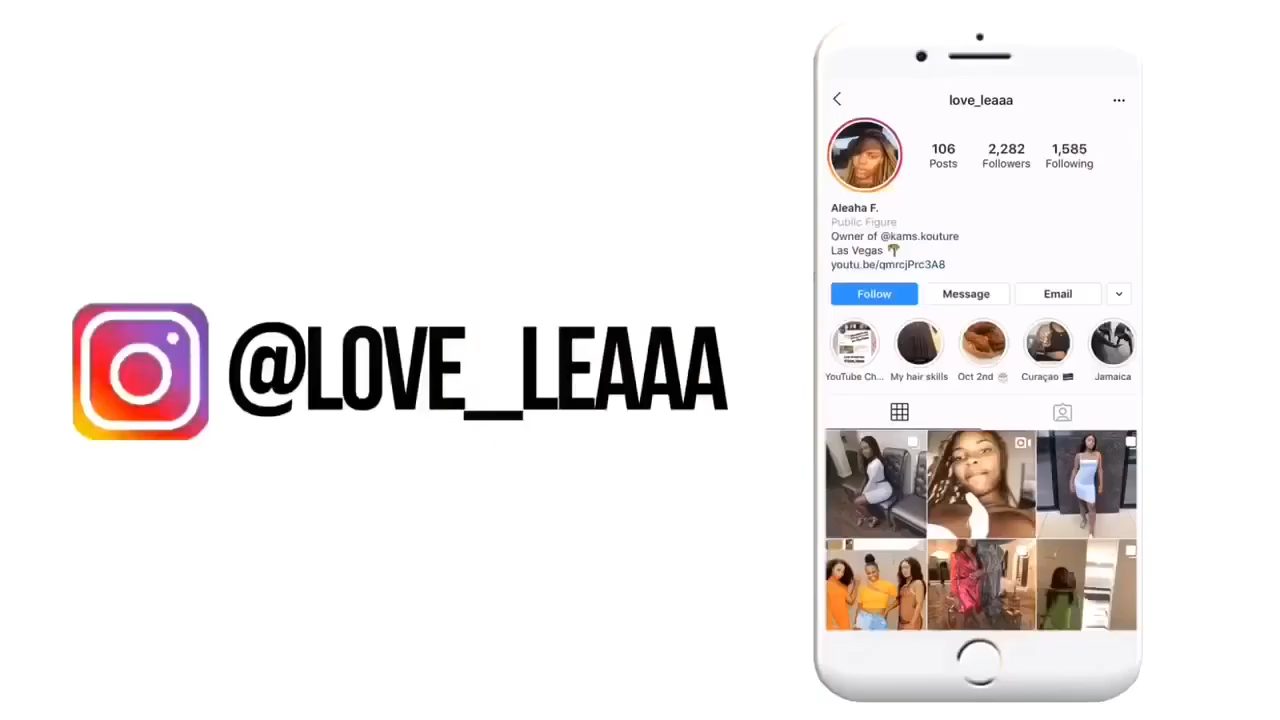 @LOVE_LEAAA
love_leaaa
106 2,282 1,585
Posts Followers Following
Aleaha F.
Public Figure
Owner of @kams.kouture
Las Vegas 🌴
youtu.be/qmrcjPrc3A8
Follow Message Email
YouTube Ch... My hair skills Oct 2nd Curaçao Jamaica